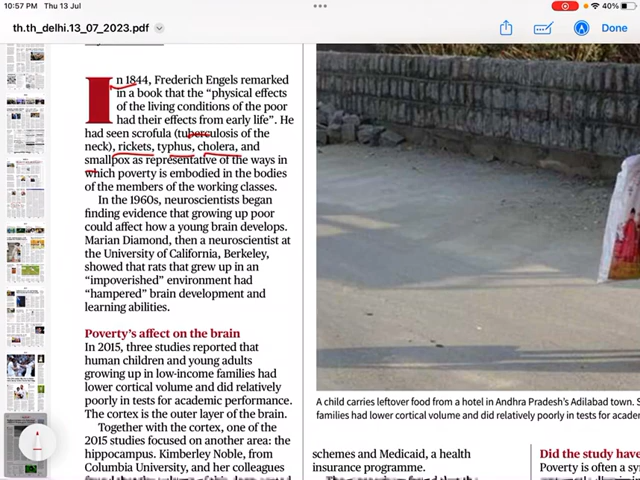 10:57 PM Thu 13 Jul
40%
th.th_delhi.13_07_2023.pdf
Done
In 1844, Frederich Engels remarked
in a book that the “physical effects
of the living conditions of the poor
had their effects from early life”. He
had seen scrofula (tuberculosis of the
neck), rickets, typhus, cholera, and
smallpox as representative of the ways in
which poverty is embodied in the bodies
of the members of the working classes.
In the 1960s, neuroscientists began
finding evidence that growing up poor
could affect how a young brain develops.
Marian Diamond, then a neuroscientist at
the University of California, Berkeley,
showed that rats that grew up in an
“impoverished” environment had
“hampered” brain development and
learning abilities.
Poverty’s affect on the brain
In 2015, three studies reported that
human children and young adults
growing up in low-income families had
lower cortical volume and did relatively
poorly in tests for academic performance.
The cortex is the outer layer of the brain.
Together with the cortex, one of the
2015 studies focused on another area: the
hippocampus. Kimberley Noble, from
Columbia University, and her colleagues
A child carries leftover food from a hotel in Andhra Pradesh’s Adilabad town. S
families had lower cortical volume and did relatively poorly in tests for acade
schemes and Medicaid, a health
insurance programme.
Did the study have
Poverty is often a sy